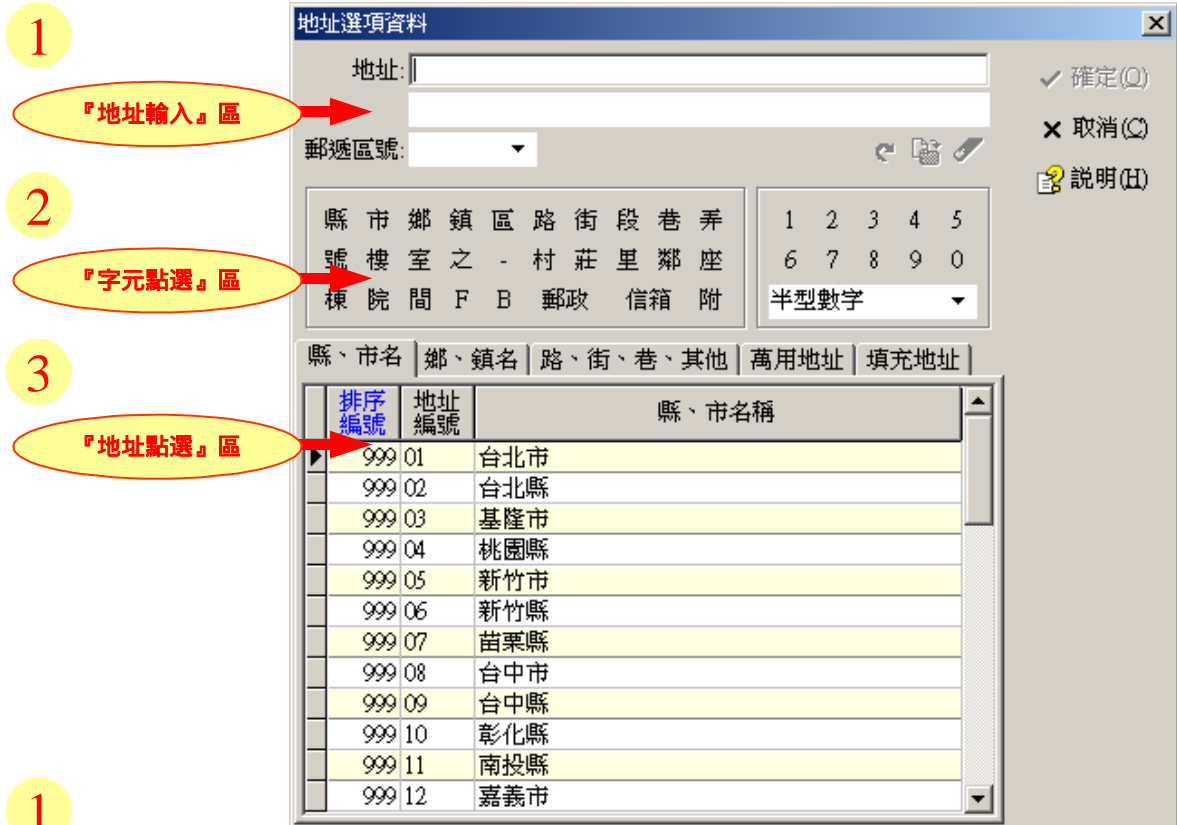 1
地址選項資料
地址:
確定(O)
『地址輸入』區
取消(C)
郵遞區號:
説明(H)
2
縣 市 鄉 鎮 區 路 街 段 巷 弄
1 2 3 4 5
號 樓 室 之 - 村 莊 里 鄰 座
6 7 8 9 0
『字元點選』區
棟 院 間 F B 郵政 信箱 附
半型數字
3
縣、市名 鄉、鎮名 路、街、巷、其他 萬用地址 填充地址
排序編號 地址編號 縣、市名稱
『地址點選』區
999 01 台北市
999 02 台北縣
999 03 基隆市
999 04 桃園縣
999 05 新竹市
999 06 新竹縣
999 07 苗栗縣
999 08 台中市
999 09 台中縣
999 10 彰化縣
999 11 南投縣
999 12 嘉義市
1